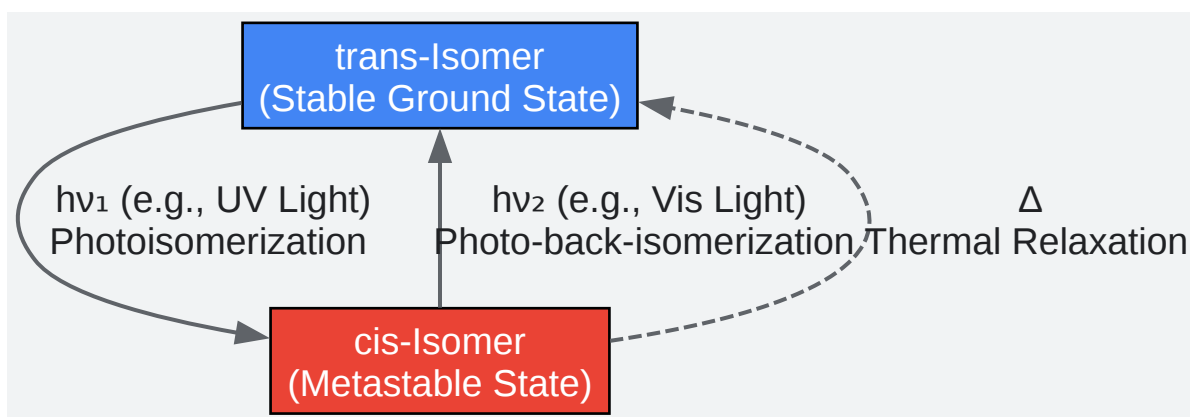 trans-Isomer
(Stable Ground State)
hν₁ (e.g., UV Light)
Photoisomerization
hν₂ (e.g., Vis Light)
Photo-back-isomerization
Δ
Thermal Relaxation
cis-Isomer
(Metastable State)